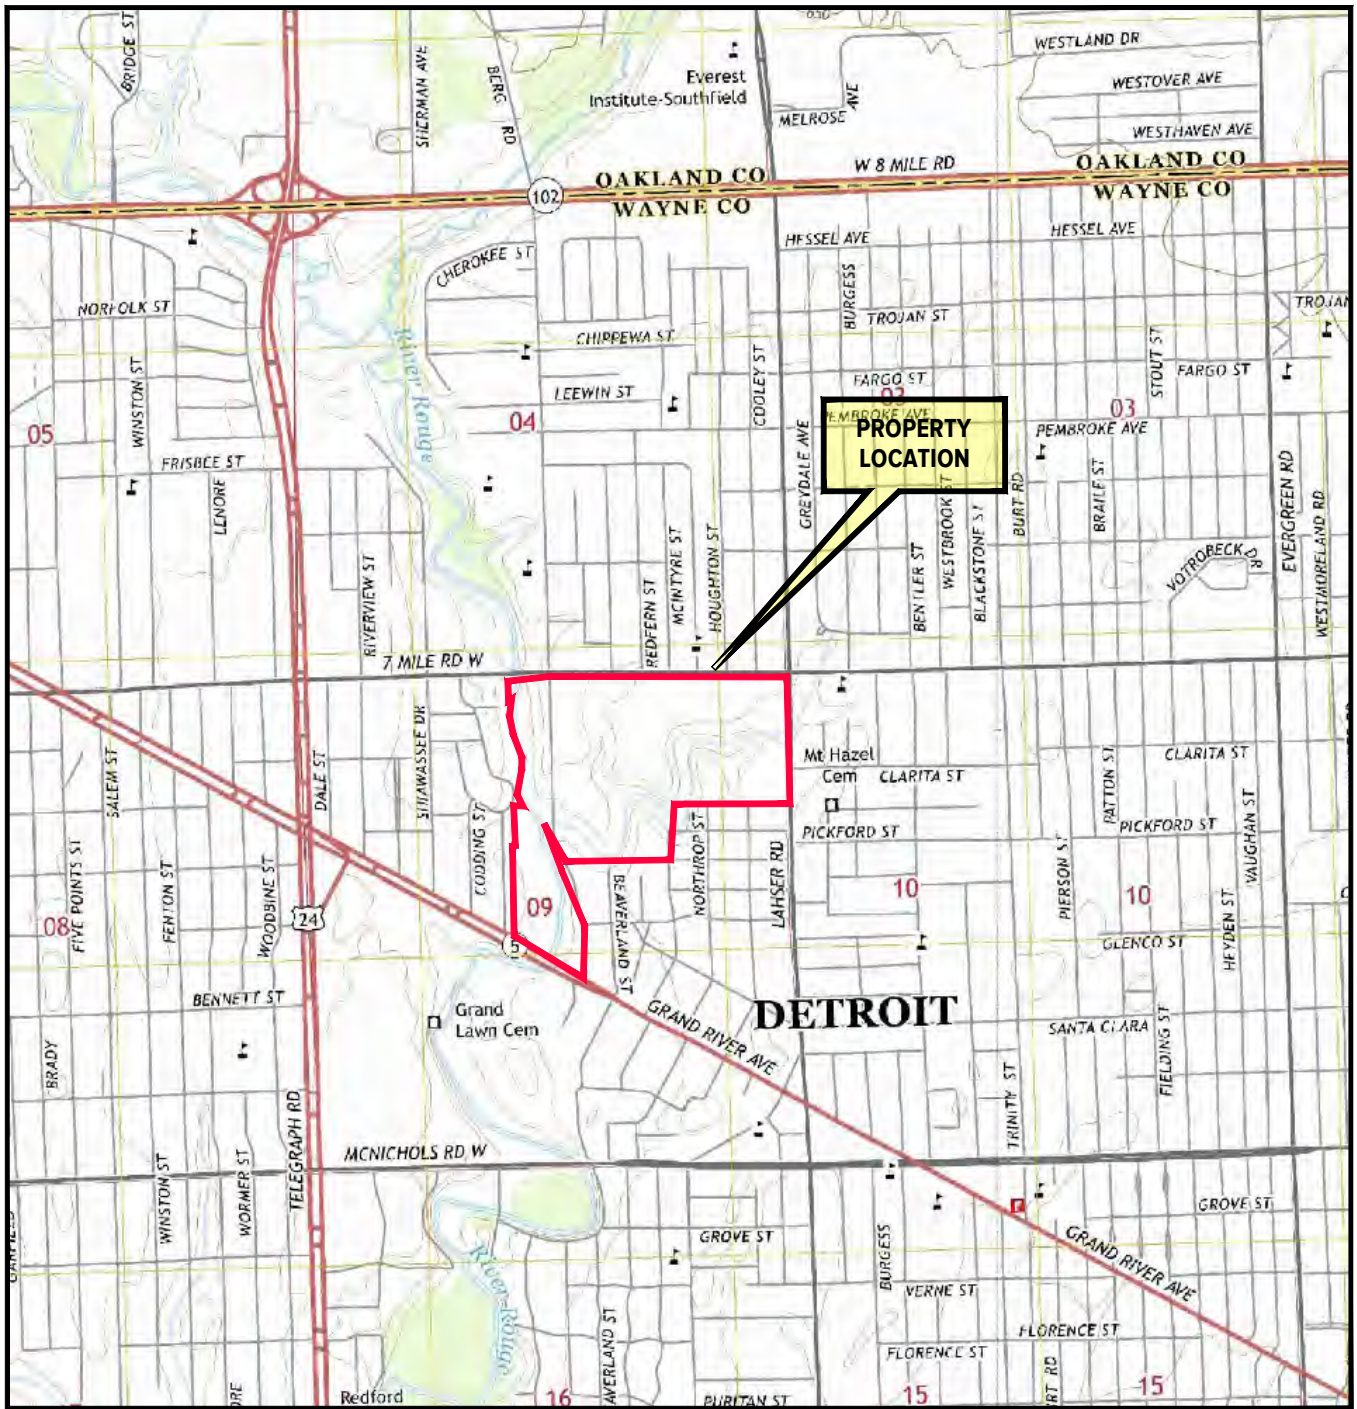 BRIDGE ST
SHERMAN AVE
BERG RD
Everest
Institute-Southfield
MELROSE AVE
WESTLAND DR
WESTOVER AVE
WESTHAVEN AVE
W 8 MILE RD
OAKLAND CO
WAYNE CO
OAKLAND CO
WAYNE CO
102
HESSEL AVE
HESSEL AVE
CHEROKEE ST
NORFOLK ST
BURGESS
TROJAN ST
TROJAN
River Rouge
CHIPPEWA ST
WINSTON ST
LEEWIN ST
COOLEY ST
FARGO ST
STOUT ST
FARGO ST
05
04
03
03
PEMBROKE AVE
PROPERTY
LOCATION
PEMBROKE AVE
FRISBEE ST
LENORE
GREYDALE AVE
BURT RD
BRAILE ST
EVERGREEN RD
WESTMORELAND RD
RIVERVIEW ST
REDFERN ST
MCINTYRE ST
HOUGHTON ST
BENTLER ST
WESTBROOK ST
BLACKSTONE ST
VOTROBECK DR
7 MILE RD W
SALEM ST
DALE ST
SHIAWASSEE DR
Mt Hazel
Cem
CLARITA ST
CLARITA ST
PATTON ST
CODDING ST
NORTHROP ST
PICKFORD ST
PICKFORD ST
VAUGHAN ST
FIVE POINTS ST
FENTON ST
WOODBINE ST
LAHSER RD
PIERSON ST
08
24
09
BEAVERLAND ST
10
10
HEYDEN ST
5
GLENCO ST
BENNETT ST
Grand
Lawn Cem
DETROIT
GRAND RIVER AVE
SANTA CLARA
FIELDING ST
BRADY
TELEGRAPH RD
TRINITY ST
MCNICHOLS RD W
WINSTON ST
WORMER ST
GROVE ST
GROVE ST
River Rouge
BURGESS
GRAND RIVER AVE
VERNE ST
FLORENCE ST
FLORENCE ST
AVERLAND ST
Redford
16
PURITAN ST
15
15